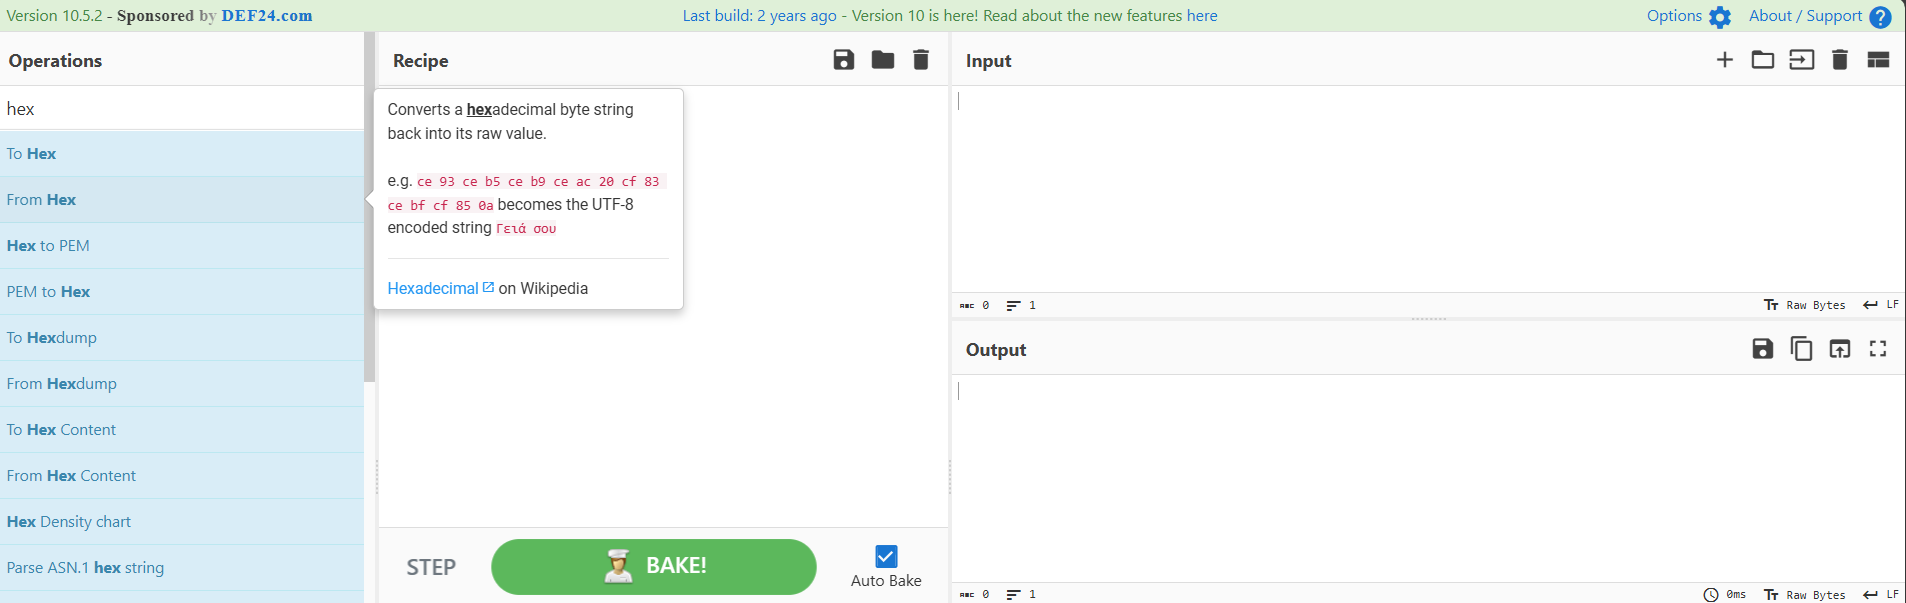 Version 10.5.2 - Sponsored by DEF24.com
Last build: 2 years ago - Version 10 is here! Read about the new features here
Options
About / Support
Operations
hex
To Hex
From Hex
Hex to PEM
PEM to Hex
To Hexdump
From Hexdump
To Hex Content
From Hex Content
Hex Density chart
Parse ASN.1 hex string
Recipe
Converts a hexadecimal byte string
back into its raw value.
e.g. ce 93 ce b5 ce b9 ce ac 20 cf 83
ce bf cf 85 0a becomes the UTF-8
encoded string Γειά σου
Hexadecimal on Wikipedia
STEP
BAKE!
Auto Bake
Input
ABC 0 1
Raw Bytes LF
Output
ABC 0 1
0ms Raw Bytes LF